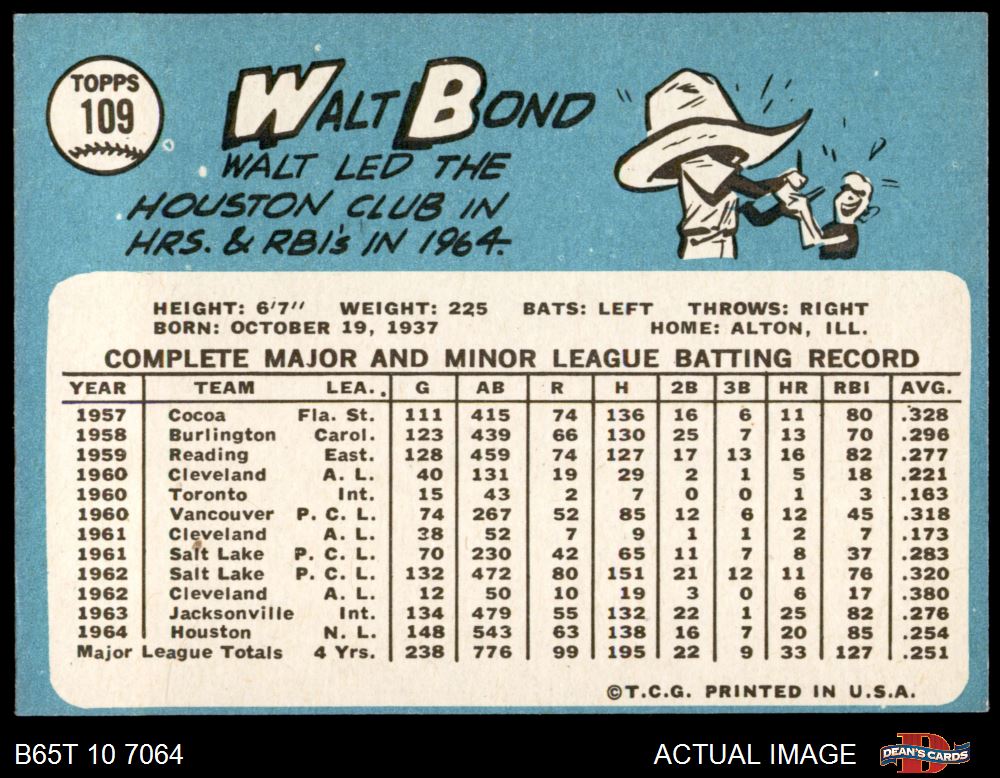 TOPPS
109
WALT BOND
WALT LED THE
HOUSTON CLUB IN
HRS. & RBI's IN 1964.
HEIGHT: 6'7" WEIGHT: 225 BATS: LEFT THROWS: RIGHT
BORN: OCTOBER 19, 1937 HOME: ALTON, ILL.
COMPLETE MAJOR AND MINOR LEAGUE BATTING RECORD
YEAR TEAM LEA. G AB R H 2B 3B HR RBI AVG.
1957 Cocoa Fla. St. 111 415 74 136 16 6 11 80 .328
1958 Burlington Carol. 123 439 66 130 25 7 13 70 .296
1959 Reading East. 128 459 74 127 17 13 16 82 .277
1960 Cleveland A. L. 40 131 19 29 2 1 5 18 .221
1960 Toronto Int. 15 43 2 7 0 0 1 3 .163
1960 Vancouver P. C. L. 74 267 52 85 12 6 12 45 .318
1961 Cleveland A. L. 38 52 7 9 1 1 2 7 .173
1961 Salt Lake P. C. L. 70 230 42 65 11 7 8 37 .283
1962 Salt Lake P. C. L. 132 472 80 151 21 12 11 76 .320
1962 Cleveland A. L. 12 50 10 19 3 0 6 17 .380
1963 Jacksonville Int. 134 479 55 132 22 1 25 82 .276
1964 Houston N. L. 148 543 63 138 16 7 20 85 .254
Major League Totals 4 Yrs. 238 776 99 195 22 9 33 127 .251
©T.C.G. PRINTED IN U.S.A.
B65T 10 7064 ACTUAL IMAGE D DEAN'S CARDS